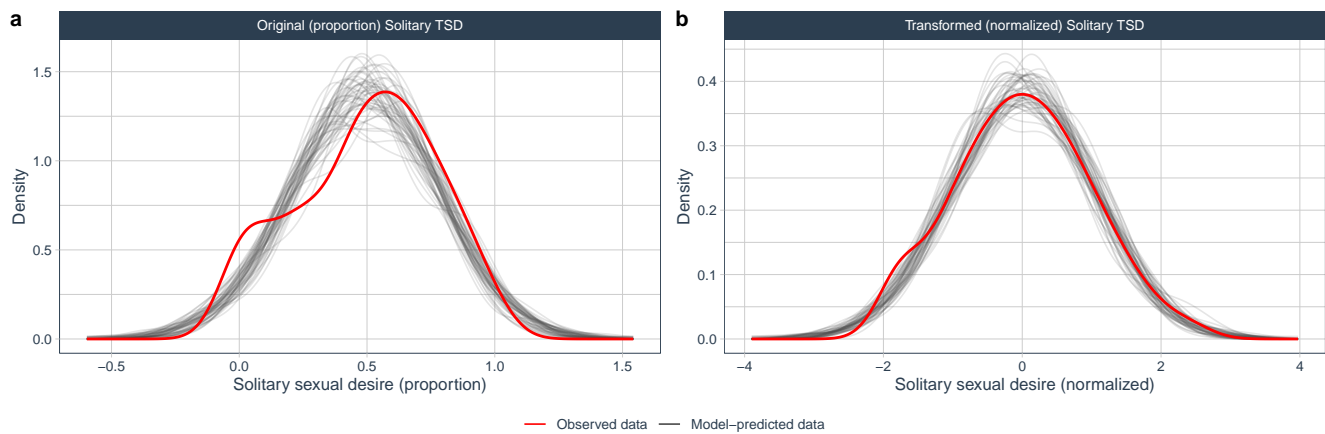 a
Original (proportion) Solitary TSD
Density
1.5
1.0
0.5
0.0
−0.5
0.0
0.5
1.0
1.5
Solitary sexual desire (proportion)
b
Transformed (normalized) Solitary TSD
Density
0.4
0.3
0.2
0.1
0.0
−4
−2
0
2
4
Solitary sexual desire (normalized)
Observed data
Model−predicted data